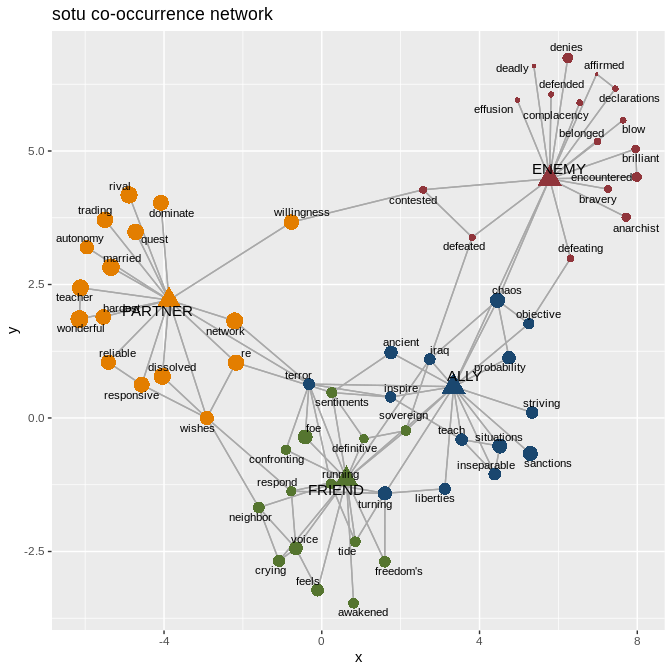 sotu co-occurrence network
denies
deadly
affirmed
defended
declarations
effusion
complacency
belonged
blow
ENEMY
brilliant
encountered
bravery
contested
anarchist
defeated
defeating
rival
trading
dominate
willingness
autonomy
quest
married
teacher
PARTNER
wonderful
network
reliable
re
dissolved
responsive
wishes
chaos
objective
ancient
iraq
probability
terror
ALLY
inspire
sentiments
sovereign
striving
foe
teach
situations
definitive
confronting
inseparable
sanctions
running
respond
FRIEND
turning
liberties
neighbor
voice
tide
crying
freedom's
feels
awakened
5.0
2.5
0.0
-2.5
y
-4
0
4
8
x